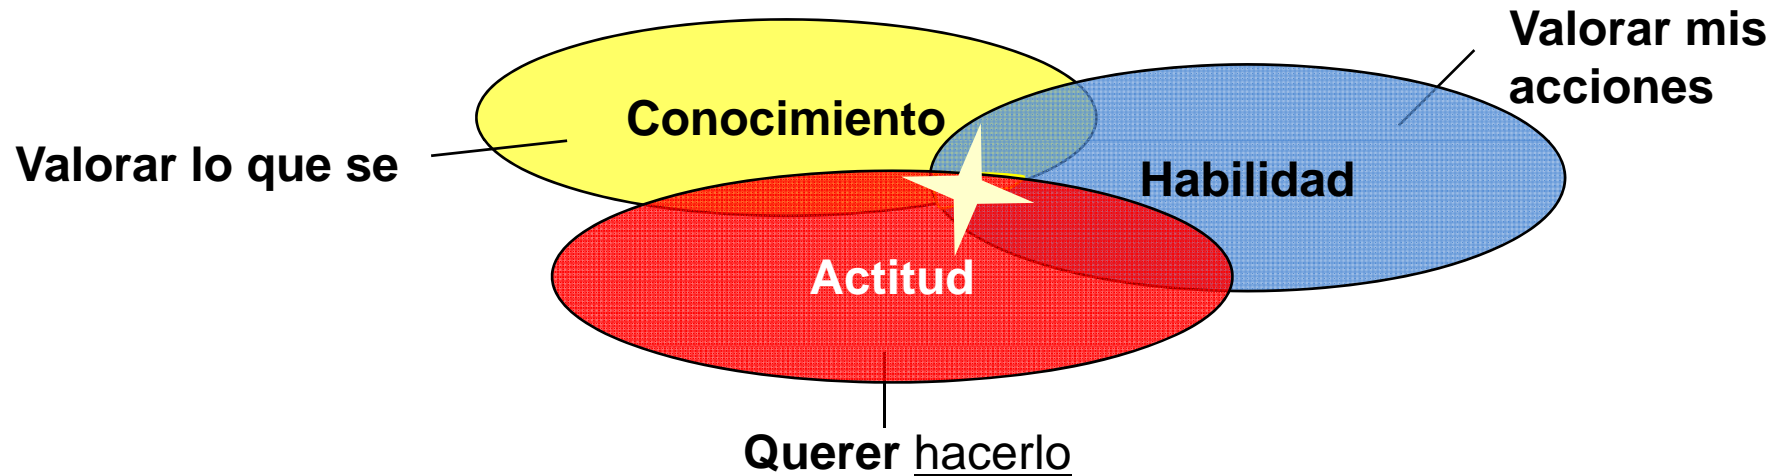 Valorar mis
acciones
Conocimiento
Valorar lo que se
Habilidad
Actitud
Querer hacerlo